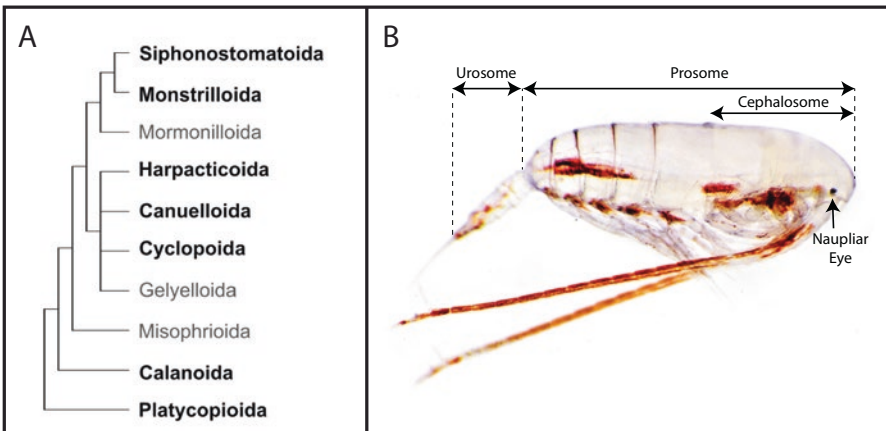 A
Siphonostomatoida
Monstrilloida
Mormonilloida
Harpacticoida
Canuelloida
Cyclopoida
Gelyelloida
Misophrioida
Calanoida
Platycopioida
B
Urosome
Prosome
Cephalosome
Naupliar
Eye